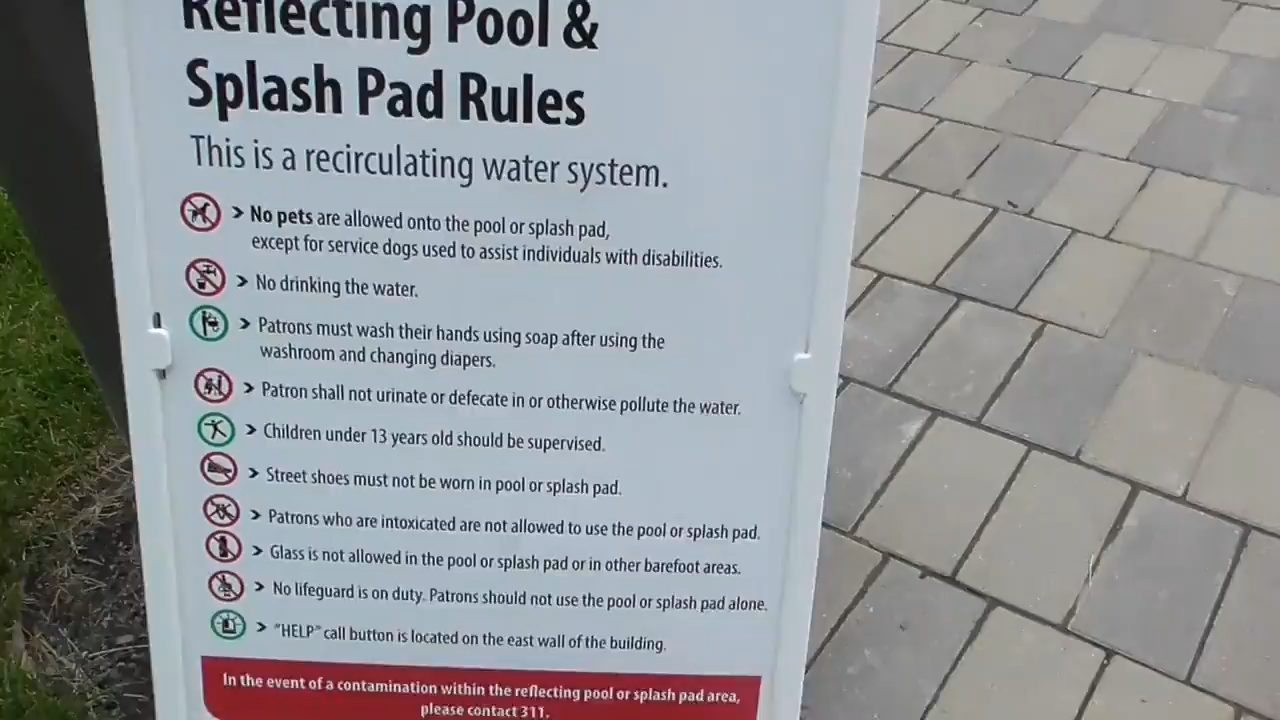 Reflecting Pool &
Splash Pad Rules
This is a recirculating water system.
> No pets are allowed onto the pool or splash pad,
except for service dogs used to assist individuals with disabilities.
> No drinking the water.
> Patrons must wash their hands using soap after using the
washroom and changing diapers.
> Patron shall not urinate or defecate in or otherwise pollute the water.
> Children under 13 years old should be supervised.
> Street shoes must not be worn in pool or splash pad.
> Patrons who are intoxicated are not allowed to use the pool or splash pad.
> Glass is not allowed in the pool or splash pad or in other barefoot areas.
> No lifeguard is on duty. Patrons should not use the pool or splash pad alone.
> "HELP" call button is located on the east wall of the building.
In the event of a contamination within the reflecting pool or splash pad area,
please contact 311.